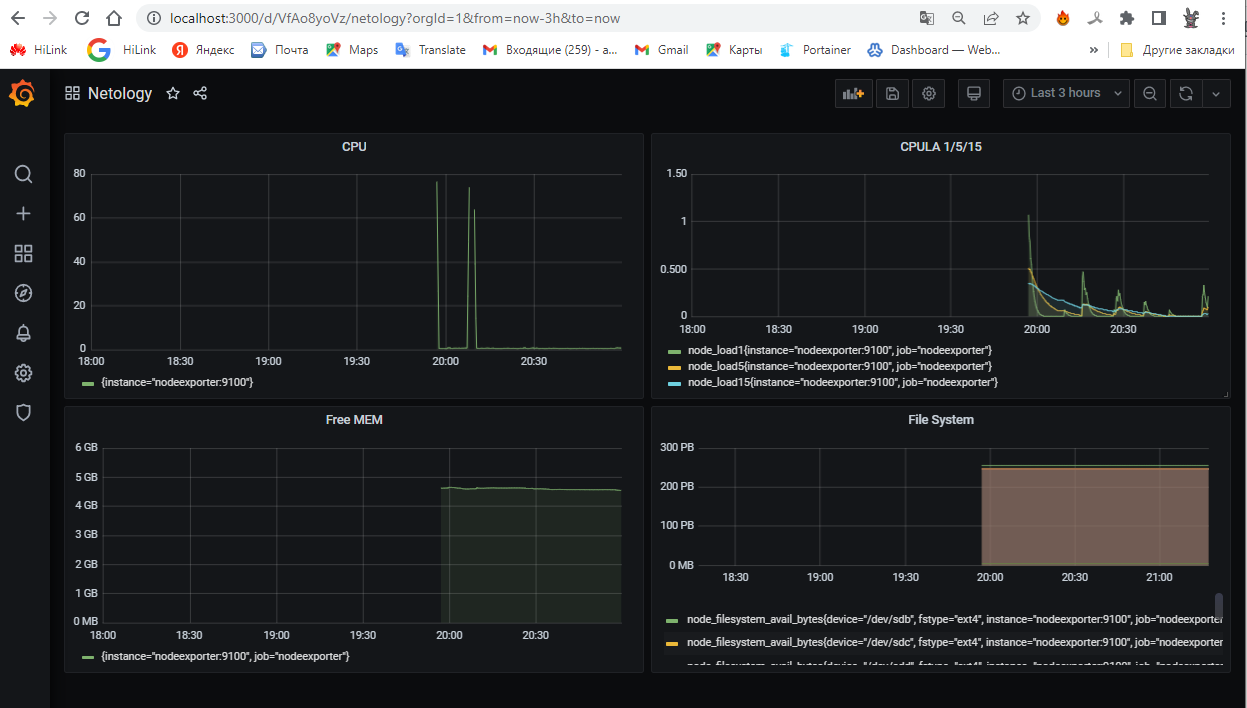 localhost:3000/d/VfAo8yoVz/netology?orgId=1&from=now-3h&to=now
HiLink HiLink Яндекс Почта Maps Translate Входящие (259) - a... Gmail Карты Portainer Dashboard — Web... » Другие закладки
Netology Last 3 hours
CPU
80
60
40
20
0
18:00 18:30 19:00 19:30 20:00 20:30
{instance="nodeexporter:9100"}
CPULA 1/5/15
1.50
1
0.500
0
18:00 18:30 19:00 19:30 20:00 20:30
node_load1{instance="nodeexporter:9100", job="nodeexporter"}
node_load5{instance="nodeexporter:9100", job="nodeexporter"}
node_load15{instance="nodeexporter:9100", job="nodeexporter"}
Free MEM
6 GB
5 GB
4 GB
3 GB
2 GB
1 GB
0 MB
18:00 18:30 19:00 19:30 20:00 20:30
{instance="nodeexporter:9100", job="nodeexporter"}
File System
300 PB
200 PB
100 PB
0 MB
18:30 19:00 19:30 20:00 20:30 21:00
node_filesystem_avail_bytes{device="/dev/sdb", fstype="ext4", instance="nodeexporter:9100", job="nodeexporter
node_filesystem_avail_bytes{device="/dev/sdc", fstype="ext4", instance="nodeexporter:9100", job="nodeexporter